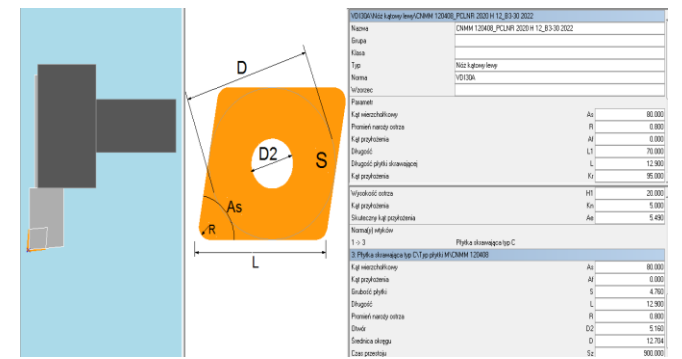 D
D2
S
As
R
L
VDI30A\Nóż kątowy lewy\CNMM 120408_PCLNR 2020 H 12_B3-30 2022
Nazwa CNMM 120408_PCLNR 2020 H 12_B3-30 2022
Grupa
Klasa
Typ Nóż kątowy lewy
Norma VDI30A
Wzorzec
Parametr
Kąt wierzchołkowy As 80.000
Promień naroży ostrza R 0.800
Kąt przyłożenia Af 0.000
Długość L1 70.000
Długość płytki skrawającej L 12.900
Kąt przyłożenia Kr 95.000
Wysokość ostrza H1 20.000
Kąt przyłożenia Kn 5.000
Skuteczny kąt przyłożenia Ae 5.490
Norma(y) wtyków
1 ÷ 3 Płytka skrawająca typ C
3: Płytka skrawająca typ C\Typ płytki M\CNMM 120408
Kąt wierzchołkowy As 80.000
Kąt przyłożenia Af 0.000
Grubość płytki S 4.760
Długość L 12.900
Promień naroży ostrza R 0.800
Otwór D2 5.160
Średnica okręgu D 12.704
Czas przestoju Sz 900.000